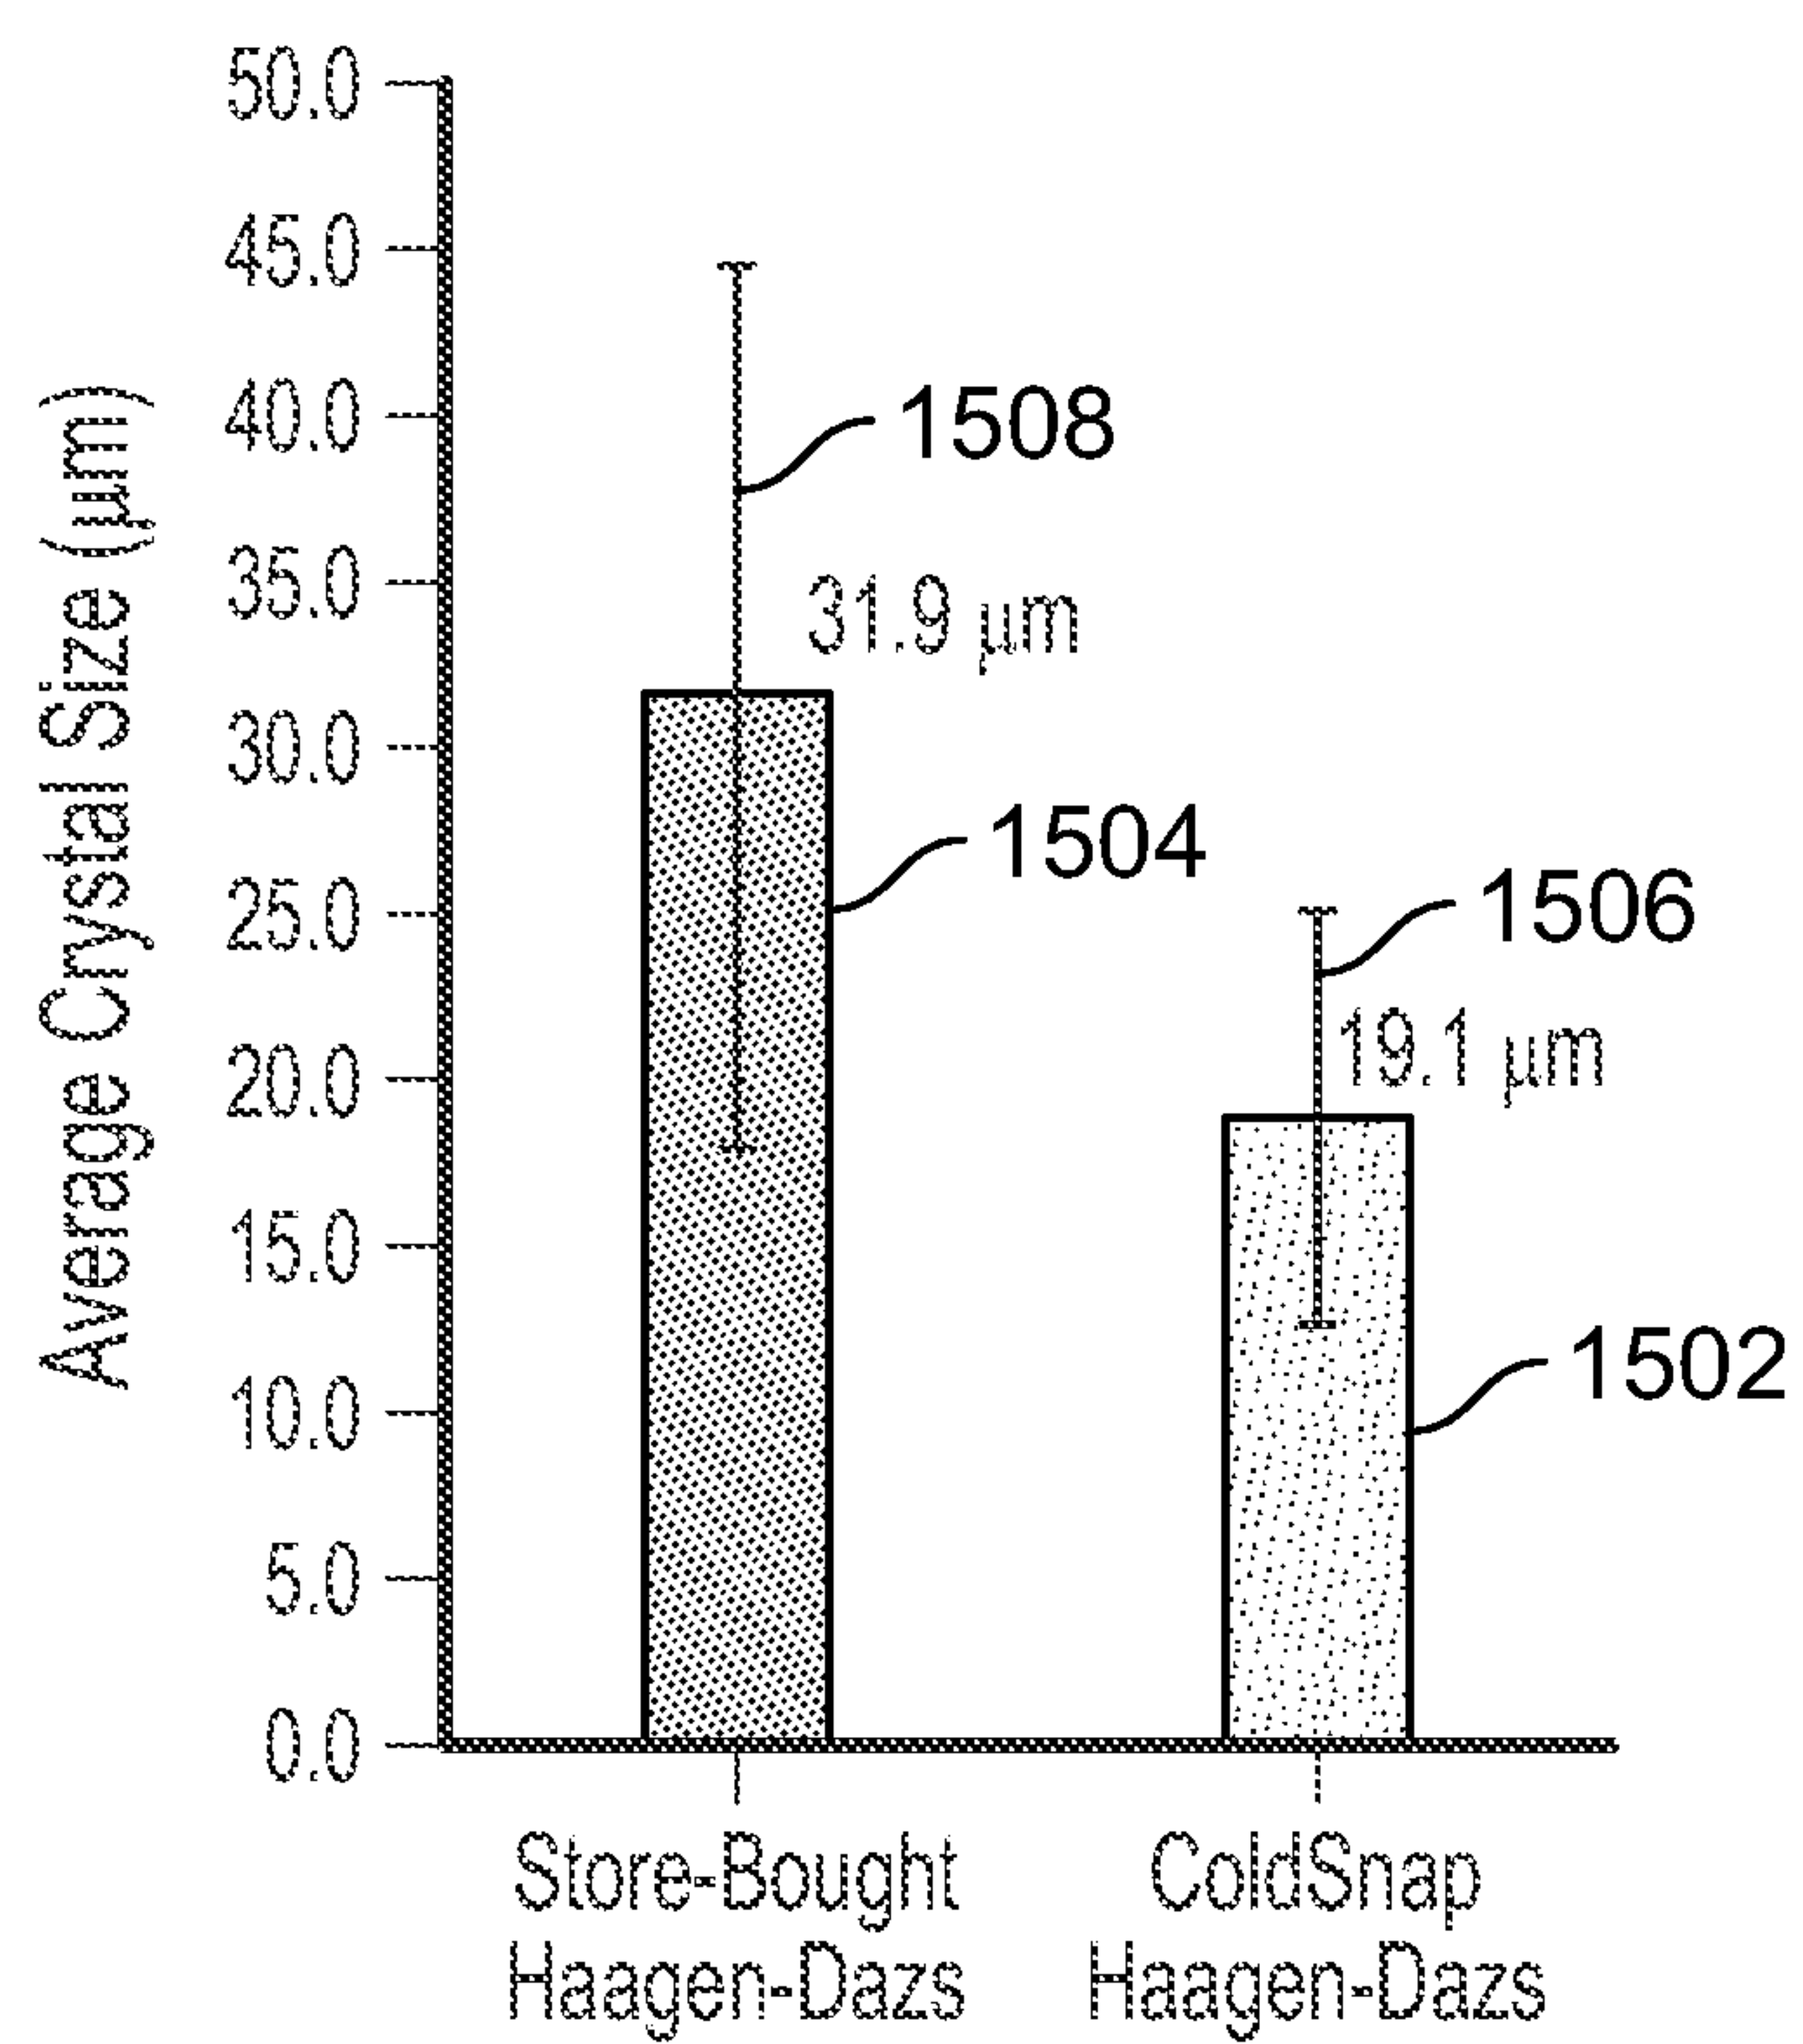 Average Crystal Size (μm)
50.0
45.0
40.0
35.0
30.0
25.0
20.0
15.0
10.0
5.0
0.0
1508
31.9 μm
1504
1506
19.1 μm
1502
Store-Bought
Haagen-Dazs
ColdSnap
Haagen-Dazs